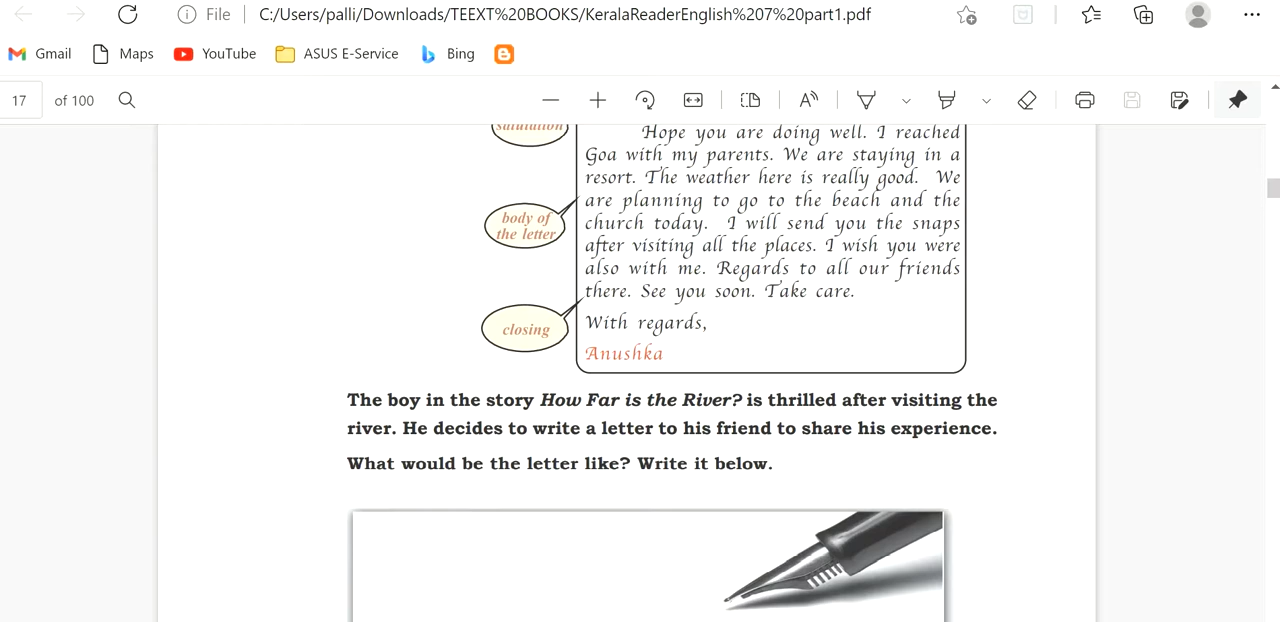 File
C:/Users/palli/Downloads/TEEXT%20BOOKS/KeralaReaderEnglish%207%20part1.pdf
Gmail Maps YouTube ASUS E-Service Bing
17 of 100
salutation
Hope you are doing well. I reached
Goa with my parents. We are staying in a
resort. The weather here is really good. We
are planning to go to the beach and the
church today. I will send you the snaps
after visiting all the places. I wish you were
also with me. Regards to all our friends
there. See you soon. Take care.
body of
the letter
closing
With regards,
Anushka
The boy in the story How Far is the River? is thrilled after visiting the
river. He decides to write a letter to his friend to share his experience.
What would be the letter like? Write it below.